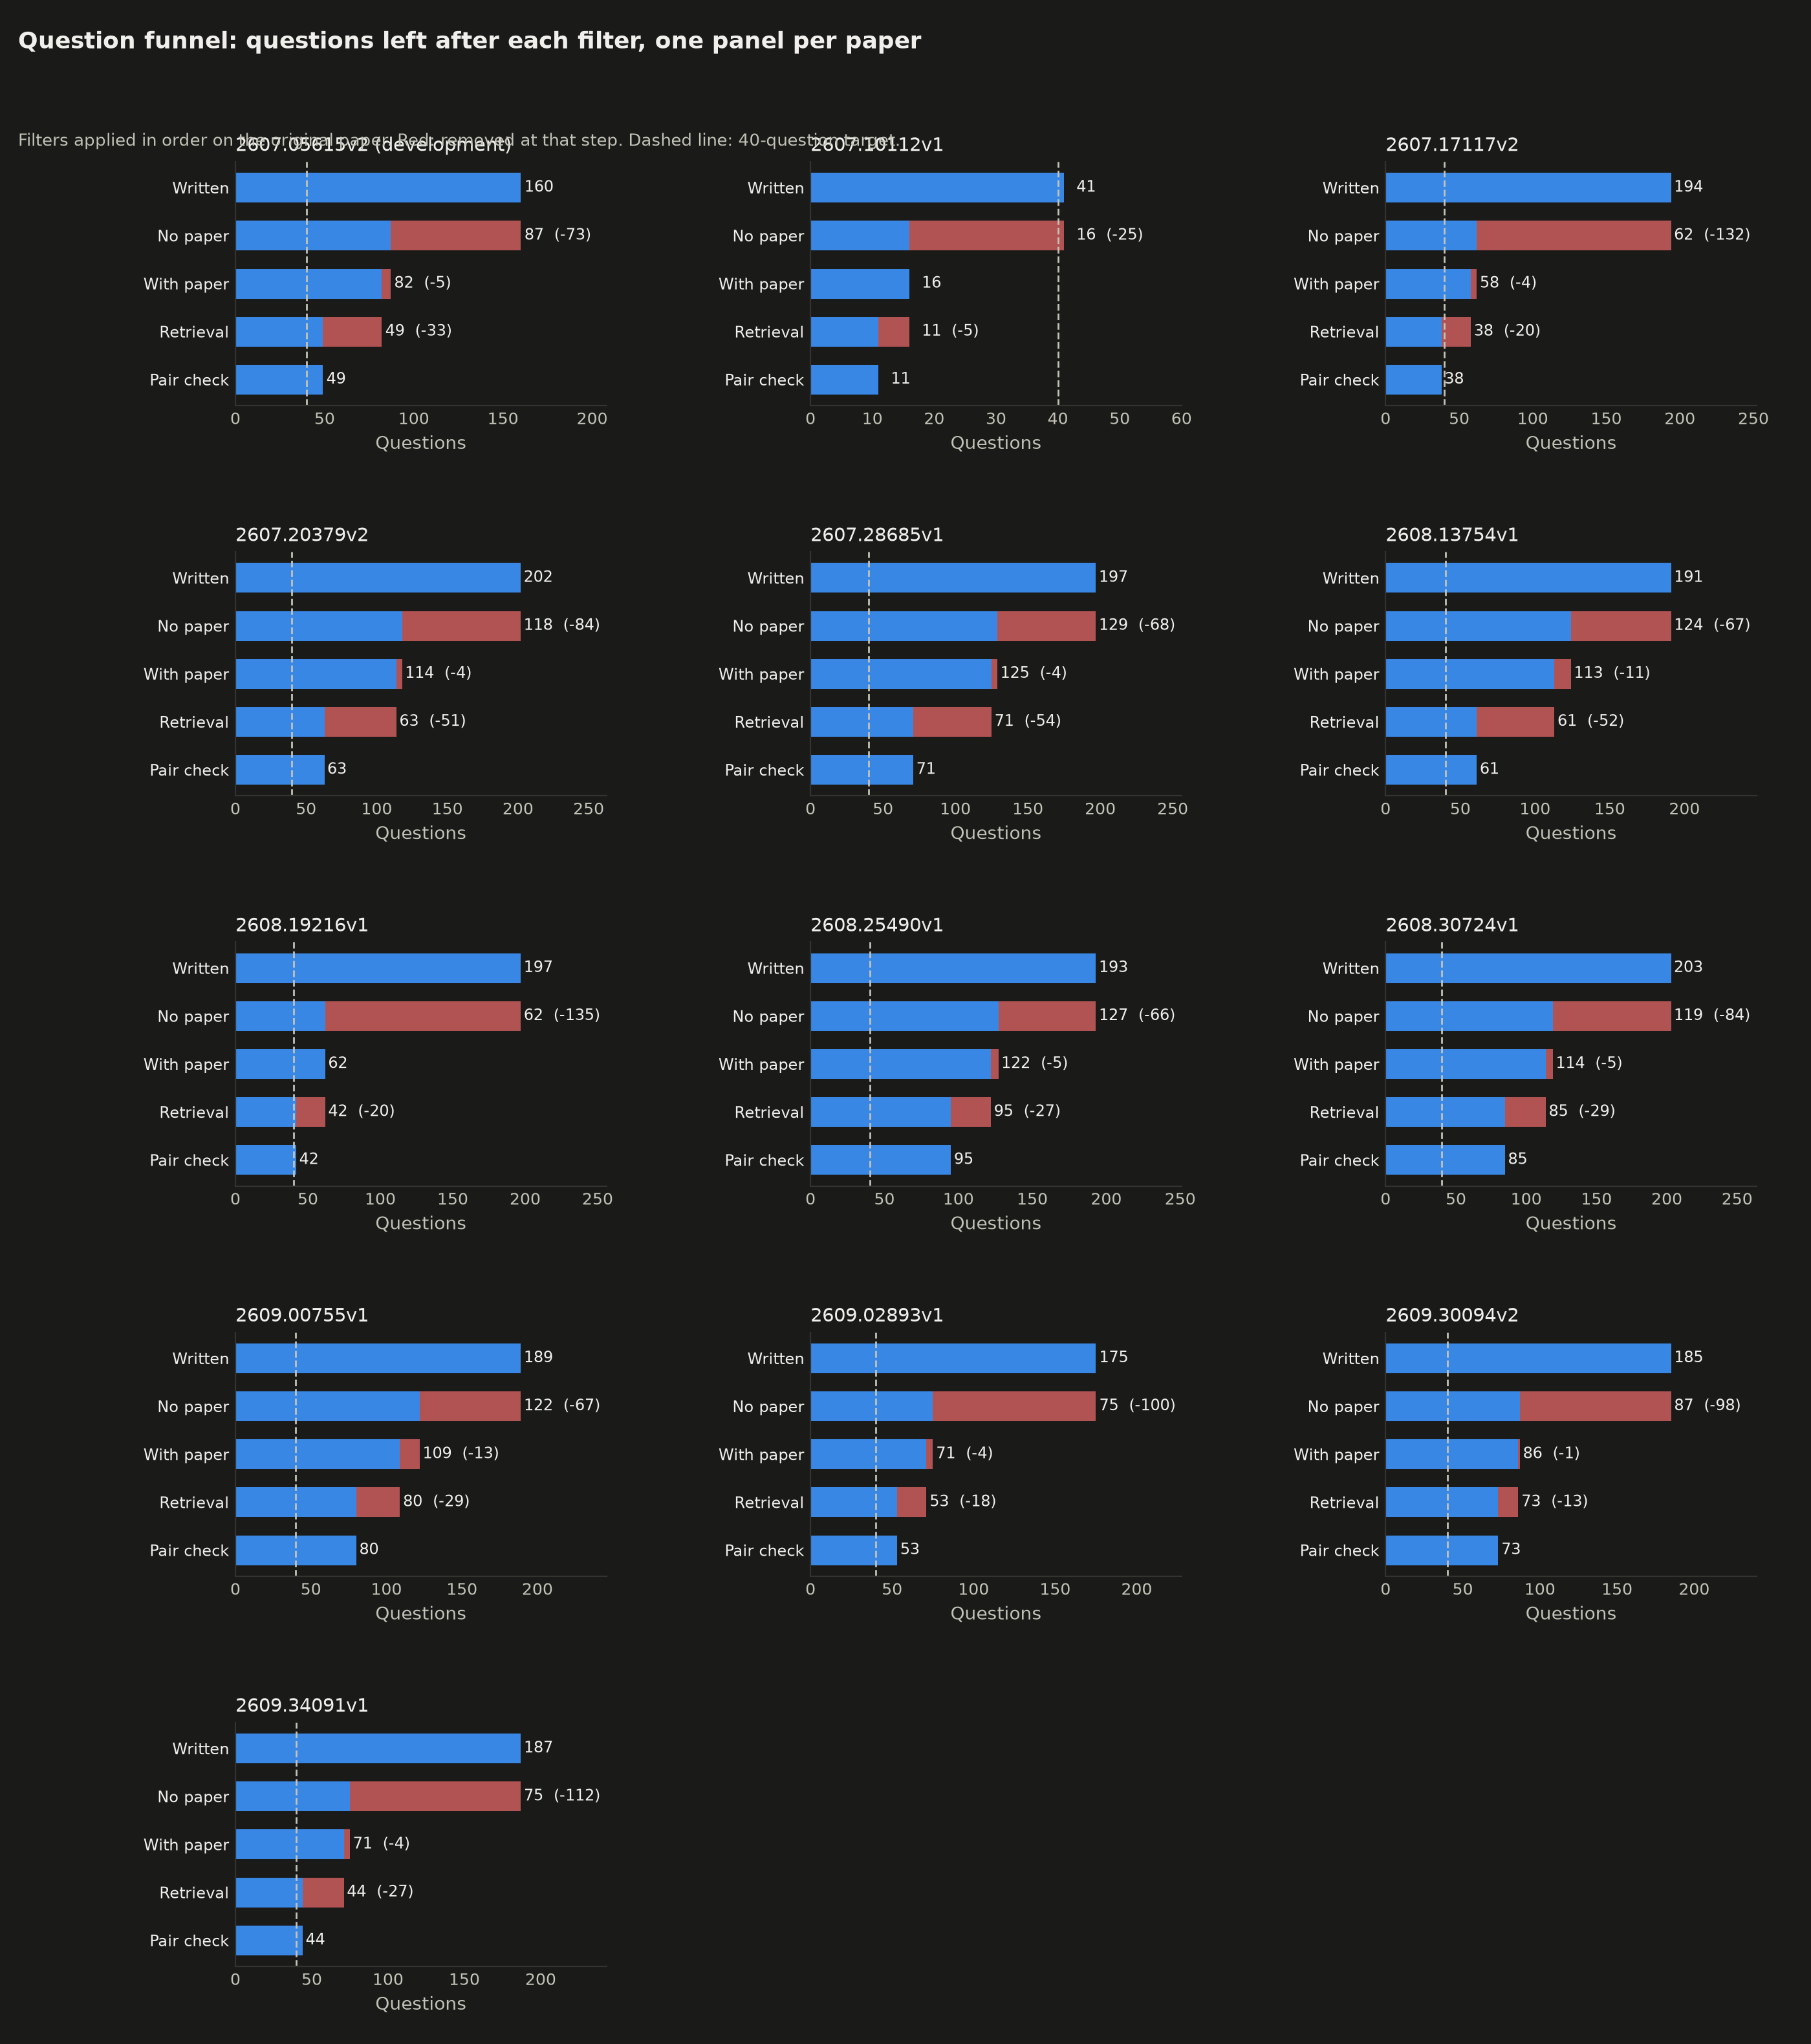 Question funnel: questions left after each filter, one panel per paper
Filters applied in order on the original paper. Red: removed at that step. Dashed line: 40-question target.
2607.05615v2 (development)
Written 160
No paper 87 (-73)
With paper 82 (-5)
Retrieval 49 (-33)
Pair check 49
0 50 100 150 200
Questions
2607.10112v1
Written 41
No paper 16 (-25)
With paper 16
Retrieval 11 (-5)
Pair check 11
0 10 20 30 40 50 60
Questions
2607.17117v2
Written 194
No paper 62 (-132)
With paper 58 (-4)
Retrieval 38 (-20)
Pair check 38
0 50 100 150 200 250
Questions
2607.20379v2
Written 202
No paper 118 (-84)
With paper 114 (-4)
Retrieval 63 (-51)
Pair check 63
0 50 100 150 200 250
Questions
2607.28685v1
Written 197
No paper 129 (-68)
With paper 125 (-4)
Retrieval 71 (-54)
Pair check 71
0 50 100 150 200 250
Questions
2608.13754v1
Written 191
No paper 124 (-67)
With paper 113 (-11)
Retrieval 61 (-52)
Pair check 61
0 50 100 150 200
Questions
2608.19216v1
Written 197
No paper 62 (-135)
With paper 62
Retrieval 42 (-20)
Pair check 42
0 50 100 150 200 250
Questions
2608.25490v1
Written 193
No paper 127 (-66)
With paper 122 (-5)
Retrieval 95 (-27)
Pair check 95
0 50 100 150 200 250
Questions
2608.30724v1
Written 203
No paper 119 (-84)
With paper 114 (-5)
Retrieval 85 (-29)
Pair check 85
0 50 100 150 200 250
Questions
2609.00755v1
Written 189
No paper 122 (-67)
With paper 109 (-13)
Retrieval 80 (-29)
Pair check 80
0 50 100 150 200
Questions
2609.02893v1
Written 175
No paper 75 (-100)
With paper 71 (-4)
Retrieval 53 (-18)
Pair check 53
0 50 100 150 200
Questions
2609.30094v2
Written 185
No paper 87 (-98)
With paper 86 (-1)
Retrieval 73 (-13)
Pair check 73
0 50 100 150 200
Questions
2609.34091v1
Written 187
No paper 75 (-112)
With paper 71 (-4)
Retrieval 44 (-27)
Pair check 44
0 50 100 150 200
Questions